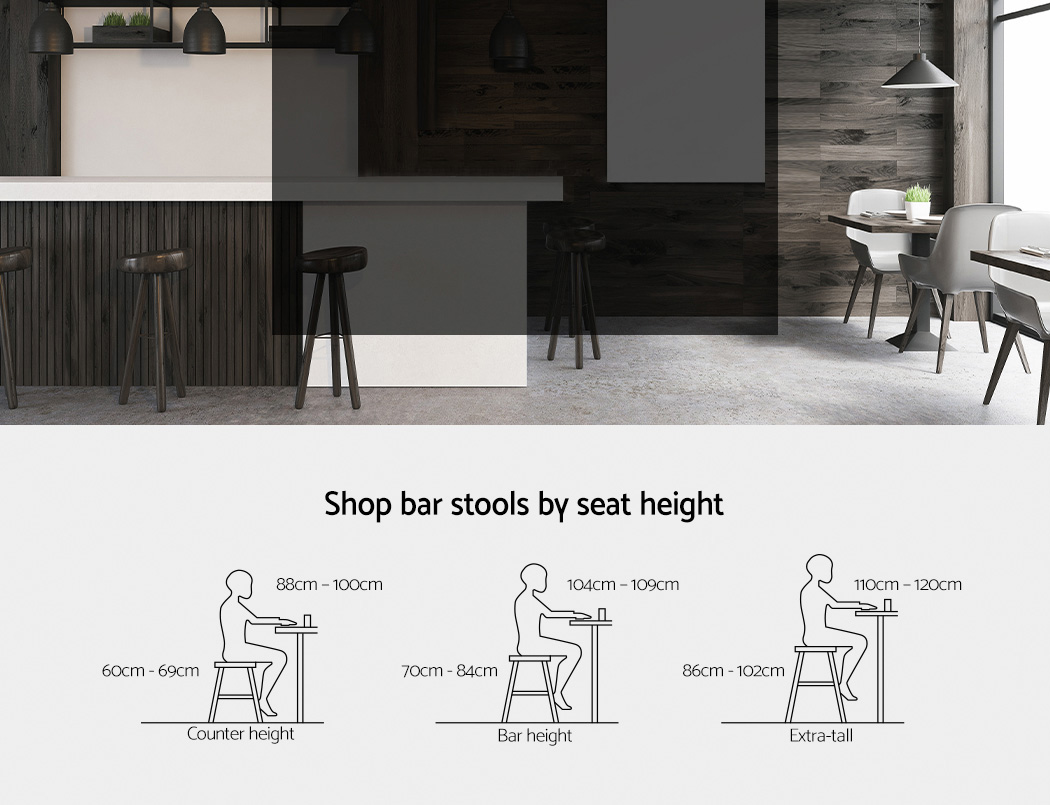 Shop bar stools by seat height
88cm – 100cm
104cm – 109cm
110cm – 120cm
60cm - 69cm
70cm - 84cm
86cm - 102cm
Counter height
Bar height
Extra-tall